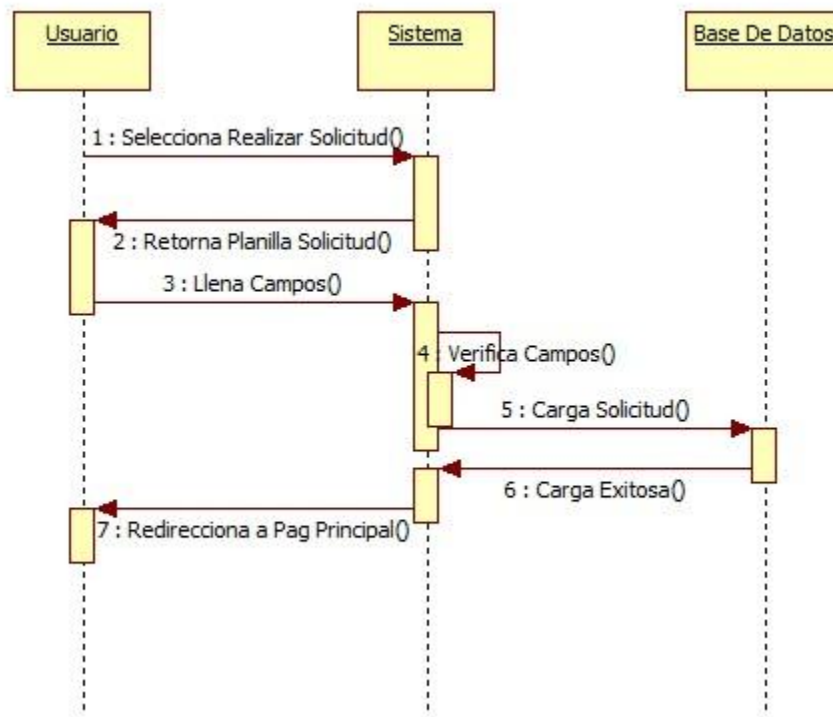 Usuario
Sistema
Base De Datos
1 : Selecciona Realizar Solicitud()
2 : Retorna Planilla Solicitud()
3 : Llena Campos()
4 : Verifica Campos()
5 : Carga Solicitud()
6 : Carga Exitosa()
7 : Redirecciona a Pag Principal()